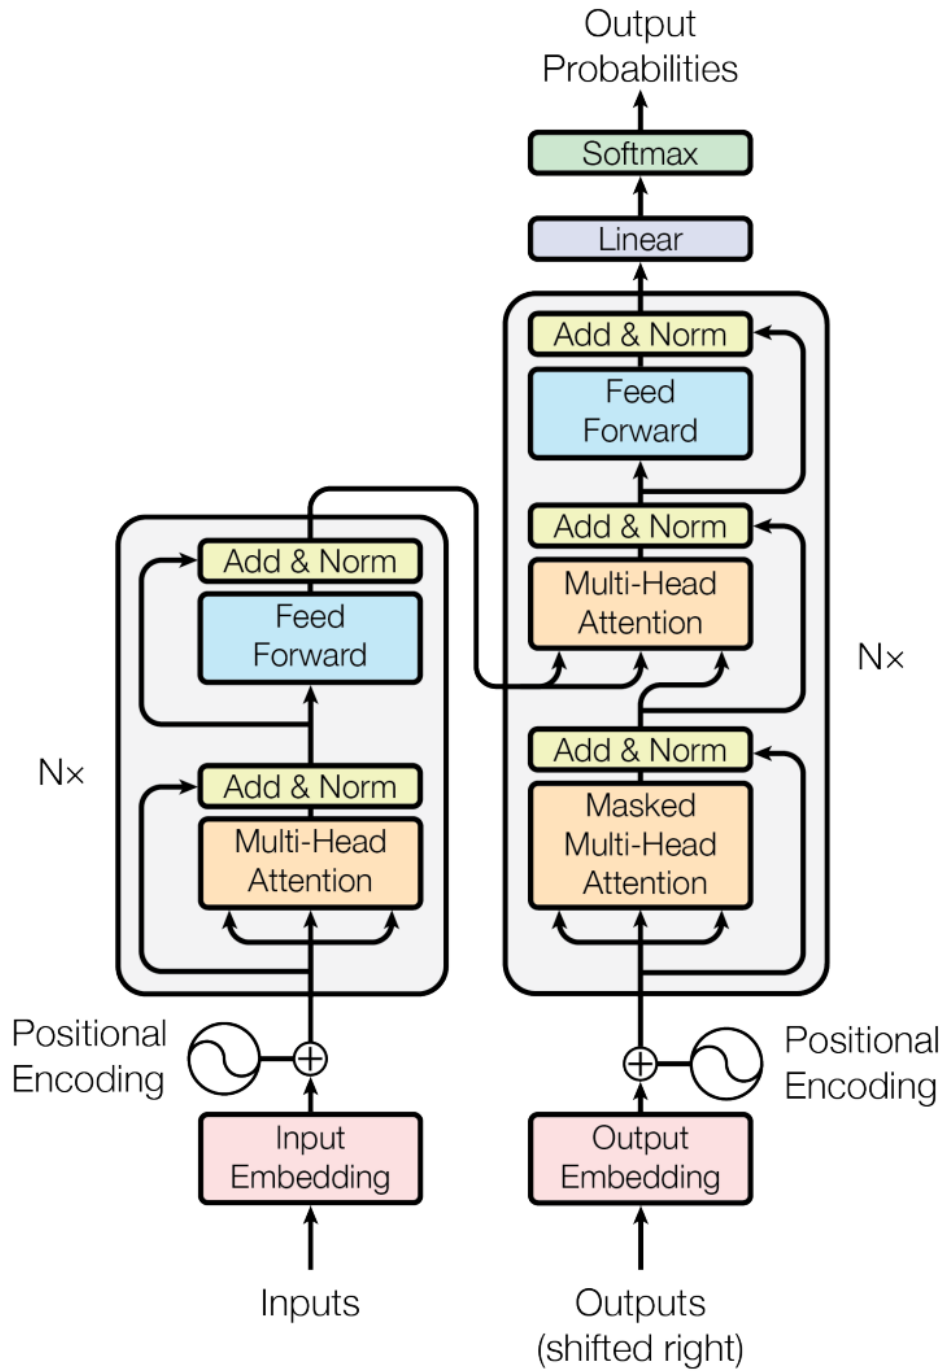 Output
Probabilities
Softmax
Linear
Add & Norm
Feed
Forward
Add & Norm
Multi-Head
Attention
Add & Norm
Masked
Multi-Head
Attention
N×
Add & Norm
Feed
Forward
Add & Norm
Multi-Head
Attention
N×
Positional
Encoding
Positional
Encoding
Input
Embedding
Output
Embedding
Inputs
Outputs
(shifted right)